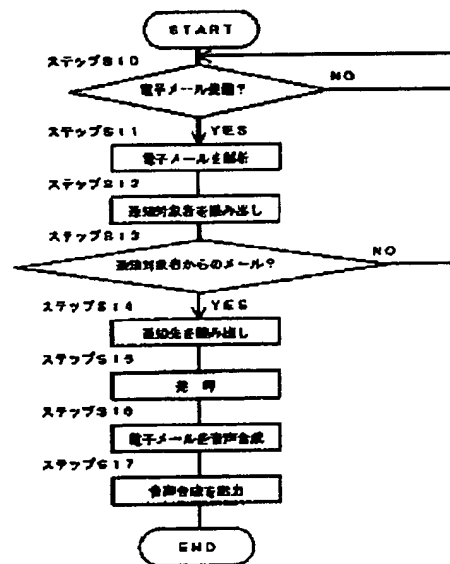 START
ステップS10
NO
電子メール受信?
ステップS11
YES
電子メールを解析
ステップS12
通知対象者を読み出し
ステップS13
NO
通知対象者からのメール?
ステップS14
YES
通知先を読み出し
ステップS15
発 呼
ステップS16
電子メールを音声合成
ステップS17
音声合成を出力
END